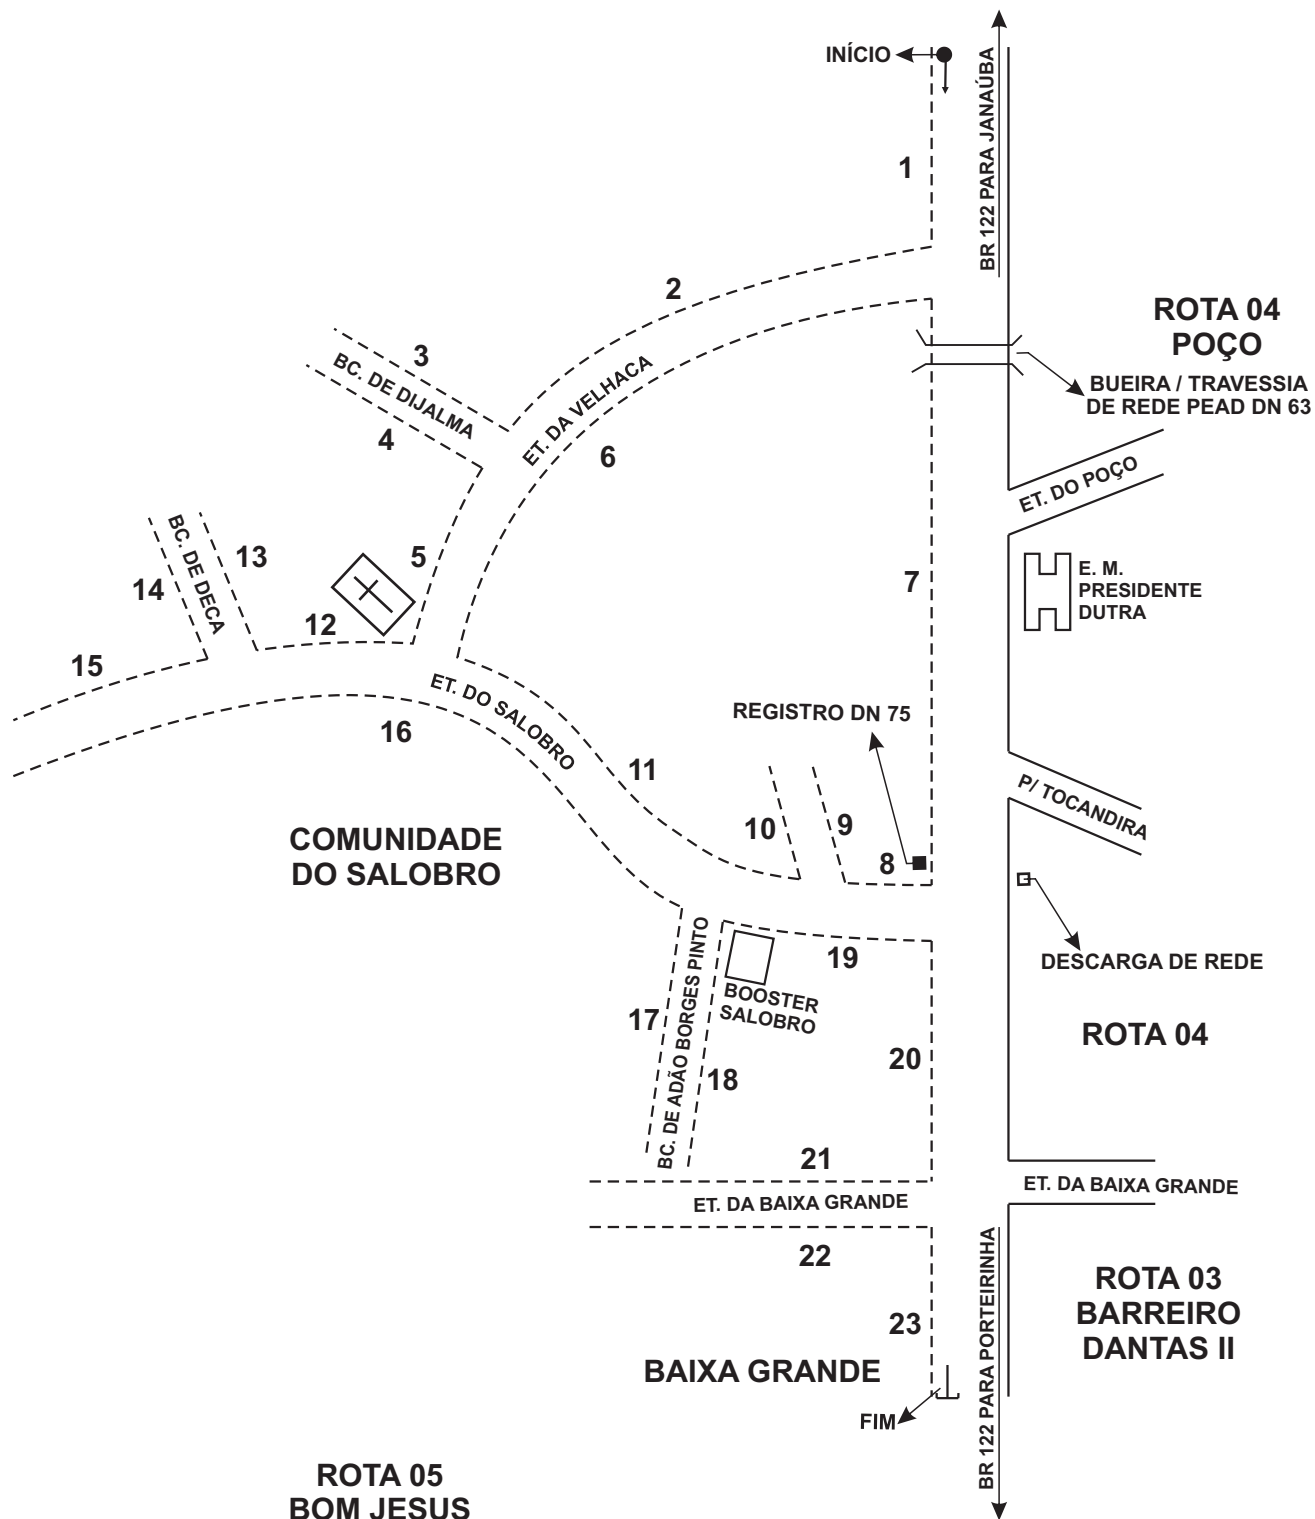 INÍCIO
BR 122 PARA JANAÚBA
1
2
ROTA 04
POÇO
BUEIRA / TRAVESSIA
DE REDE PEAD DN 63
3
BC. DE DIJALMA
4
ET. DA VELHACA
6
ET. DO POÇO
BC. DE DECA
13
14
5
7
E. M.
PRESIDENTE
DUTRA
12
15
ET. DO SALOBRO
16
REGISTRO DN 75
11
P/ TOCANDIRA
10
9
8
COMUNIDADE
DO SALOBRO
BC. DE ADÃO BORGES PINTO
19
DESCARGA DE REDE
BOOSTER
SALOBRO
17
18
20
ROTA 04
21
ET. DA BAIXA GRANDE
ET. DA BAIXA GRANDE
22
23
BR 122 PARA PORTEIRINHA
ROTA 03
BARREIRO
DANTAS II
BAIXA GRANDE
FIM
ROTA 05
BOM JESUS